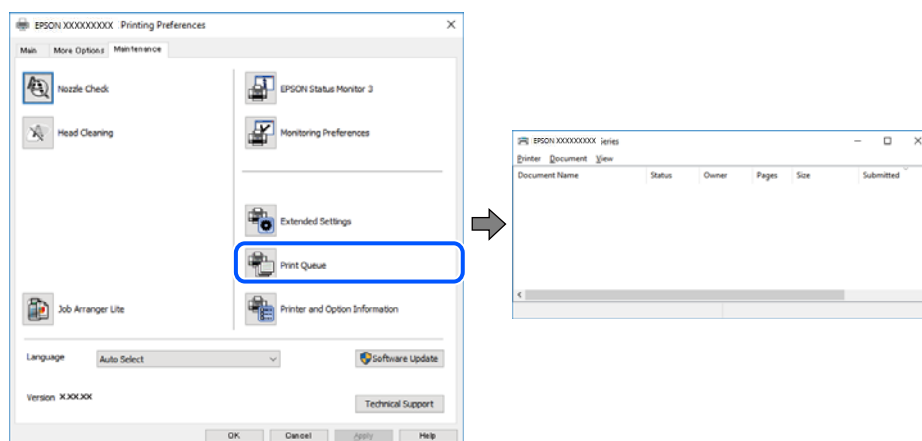 EPSON XXXXXXXXX Printing Preferences
Main More Options Maintenance
Nozzle Check
EPSON Status Monitor 3
Head Cleaning
Monitoring Preferences
Extended Settings
Print Queue
Job Arranger Lite
Printer and Option Information
Language Auto Select
Software Update
Version X.XX.XX
Technical Support
OK Cancel Apply Help
EPSON XXXXXXXXX ieries
Printer Document View
Document Name Status Owner Pages Size Submitted